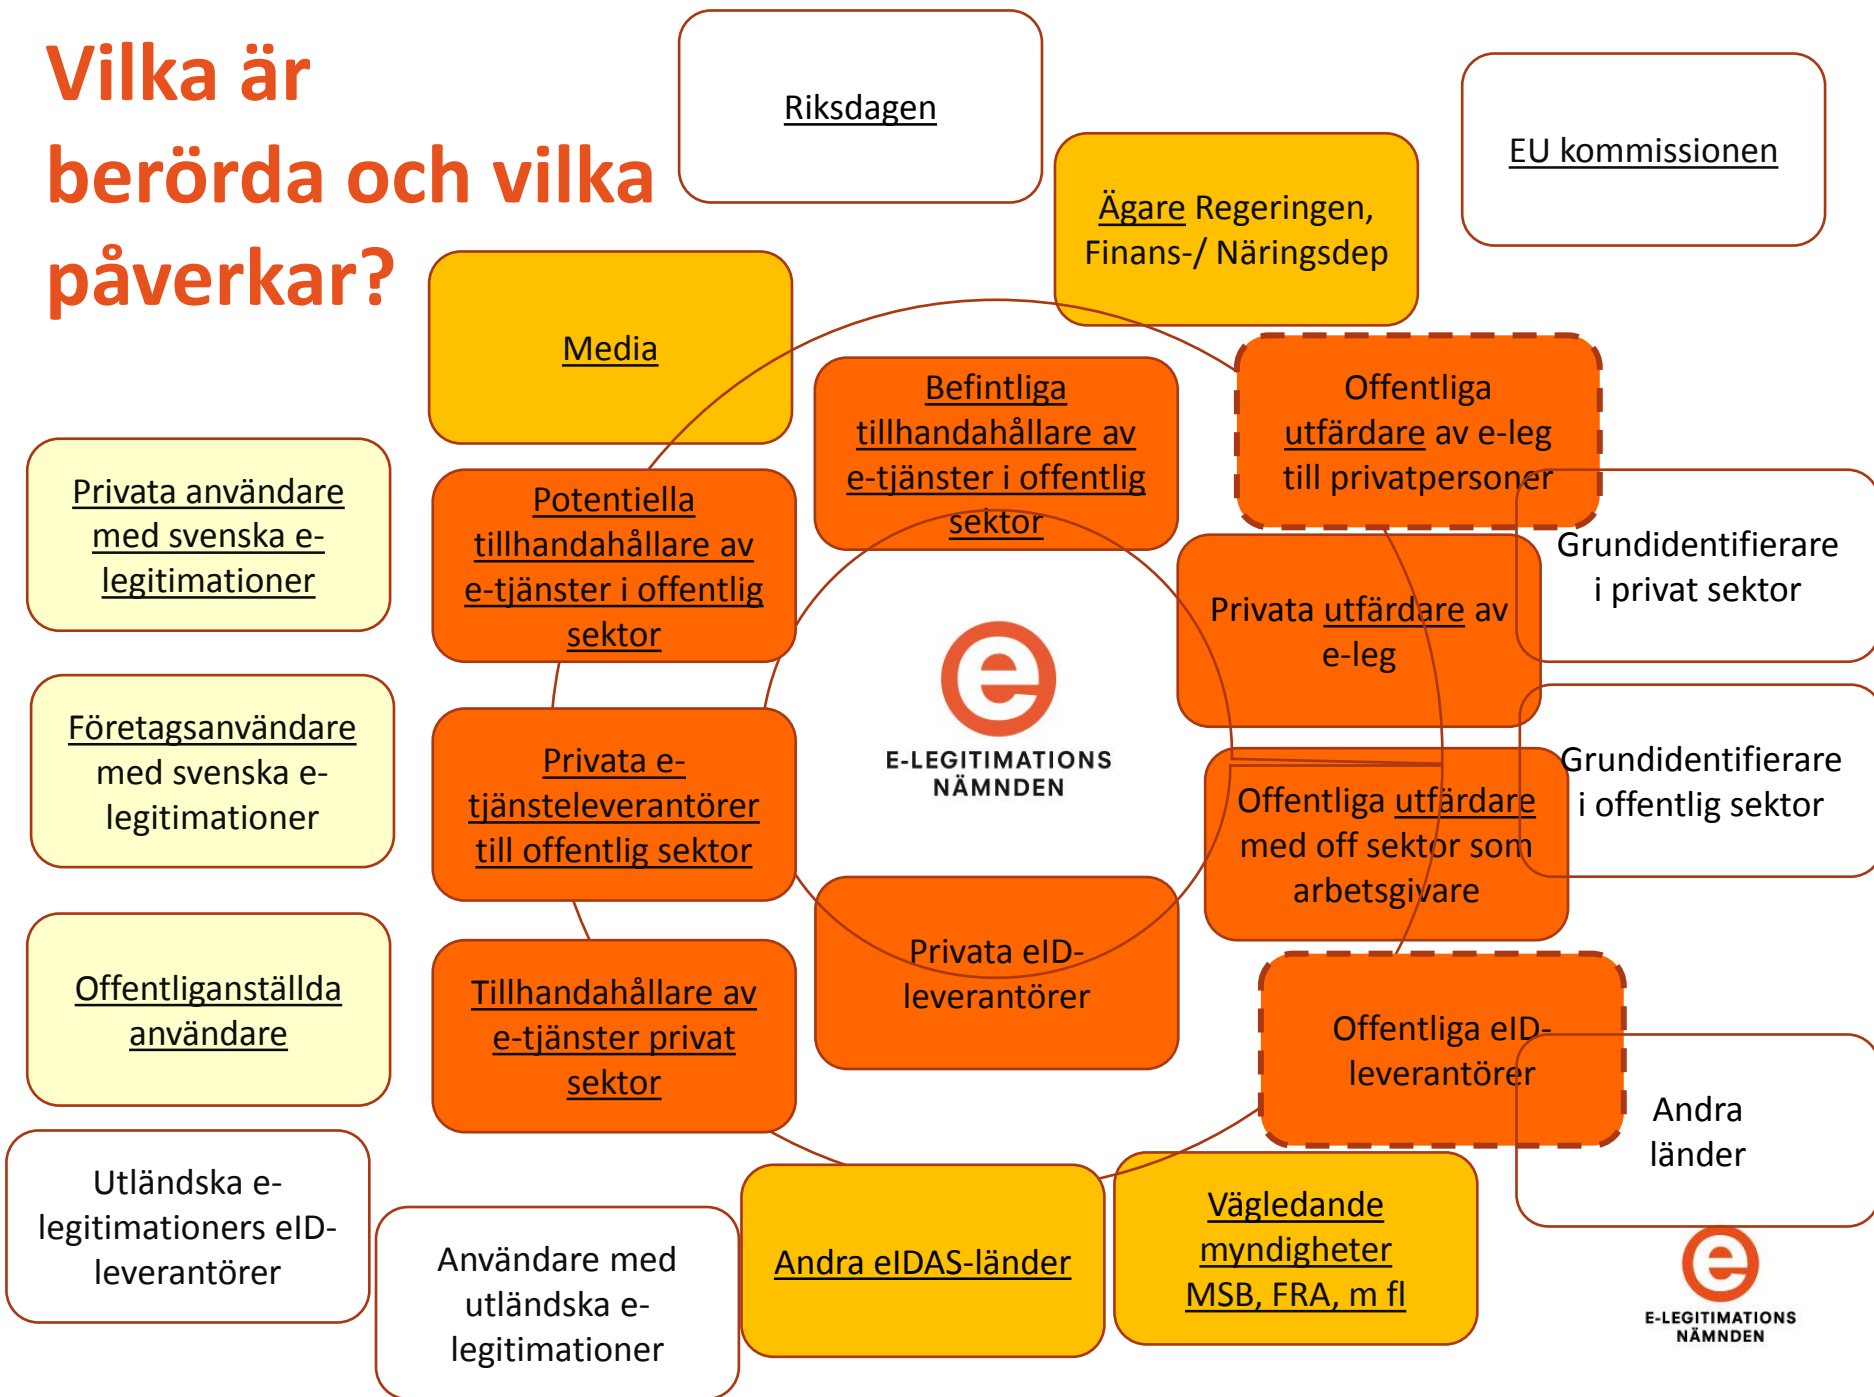 Vilka är
berörda och vilka
påverkar?
Riksdagen
EU kommissionen
Ägare Regeringen,
Finans-/ Näringsdep
Media
Befintliga
tillhandahållare av
e-tjänster i offentlig
sektor
Offentliga
utfärdare av e-leg
till privatpersoner
Privata användare
med svenska e-
legitimationer
Potentiella
tillhandahållare av
e-tjänster i offentlig
sektor
Grundidentifierare
i privat sektor
Privata utfärdare av
e-leg
Företagsanvändare
med svenska e-
legitimationer
Privata e-
tjänsteleverantörer
till offentlig sektor
E-LEGITIMATIONS
NÄMNDEN
Offentliga utfärdare
med off sektor som
arbetsgivare
Grundidentifierare
i offentlig sektor
Offentliganställda
användare
Tillhandahållare av
e-tjänster privat
sektor
Privata eID-
leverantörer
Offentliga eID-
leverantörer
Andra
länder
Utländska e-
legitimationers eID-
leverantörer
Användare med
utländska e-
legitimationer
Andra eIDAS-länder
Vägledande
myndigheter
MSB, FRA, m fl
E-LEGITIMATIONS
NÄMNDEN